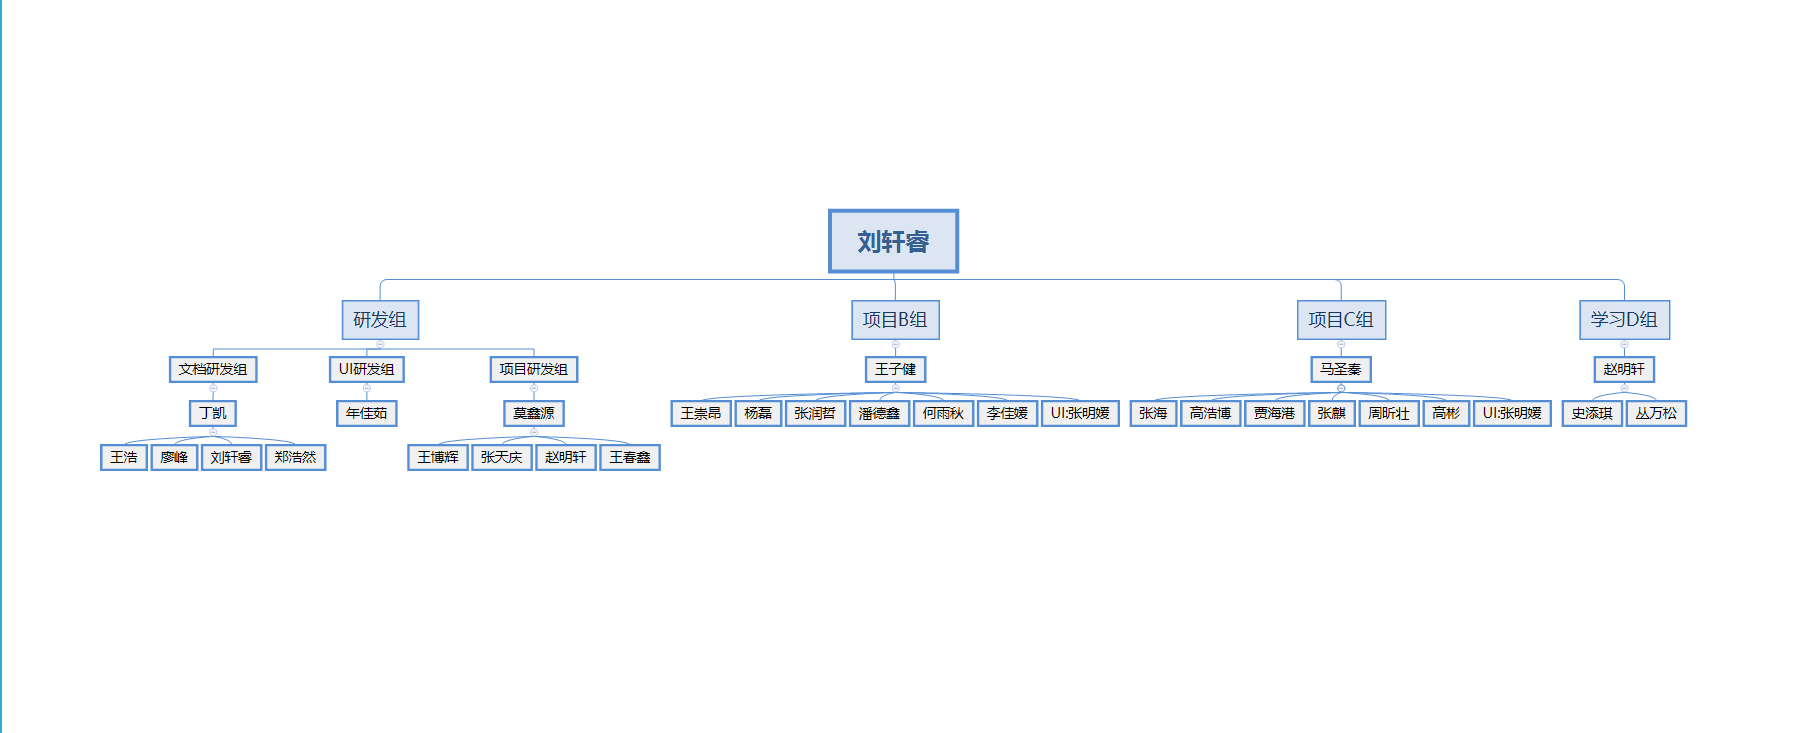 刘轩睿
研发组
项目B组
项目C组
学习D组
文档研发组
UI研发组
项目研发组
王子健
马圣秦
赵明轩
丁凯
年佳茹
莫鑫源
王崇昂
杨磊
张润哲
潘德鑫
何雨秋
李佳媛
UI:张明媛
张海
高浩博
贾海港
张麒
周昕壮
高彬
UI:张明媛
史添琪
丛万松
王浩
廖峰
刘轩睿
郑浩然
王博辉
张天庆
赵明轩
王春鑫